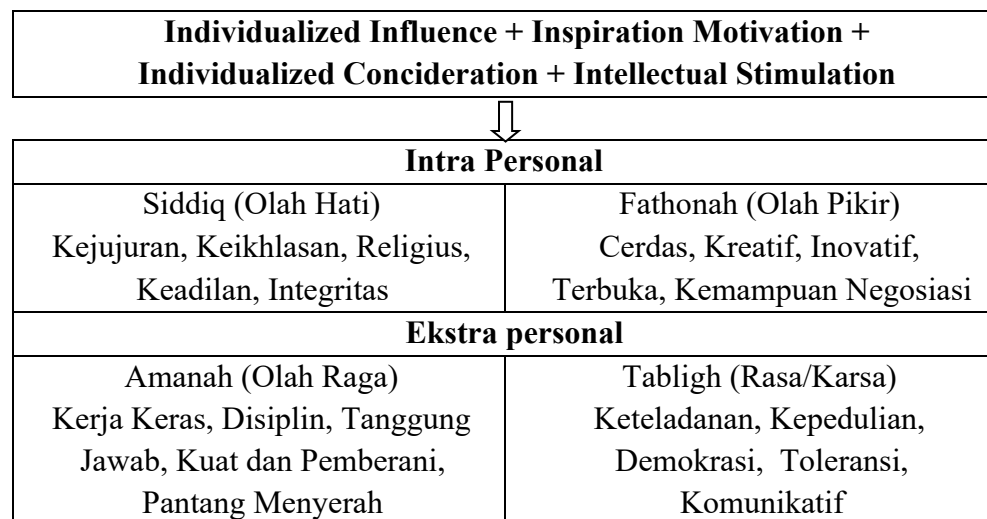 Individualized Influence + Inspiration Motivation +
Individualized Concideration + Intellectual Stimulation
Intra Personal
Siddiq (Olah Hati)
Kejujuran, Keikhlasan, Religius,
Keadilan, Integritas
Fathonah (Olah Pikir)
Cerdas, Kreatif, Inovatif,
Terbuka, Kemampuan Negosiasi
Ekstra personal
Amanah (Olah Raga)
Kerja Keras, Disiplin, Tanggung
Jawab, Kuat dan Pemberani,
Pantang Menyerah
Tabligh (Rasa/Karsa)
Keteladanan, Kepedulian,
Demokrasi, Toleransi,
Komunikatif